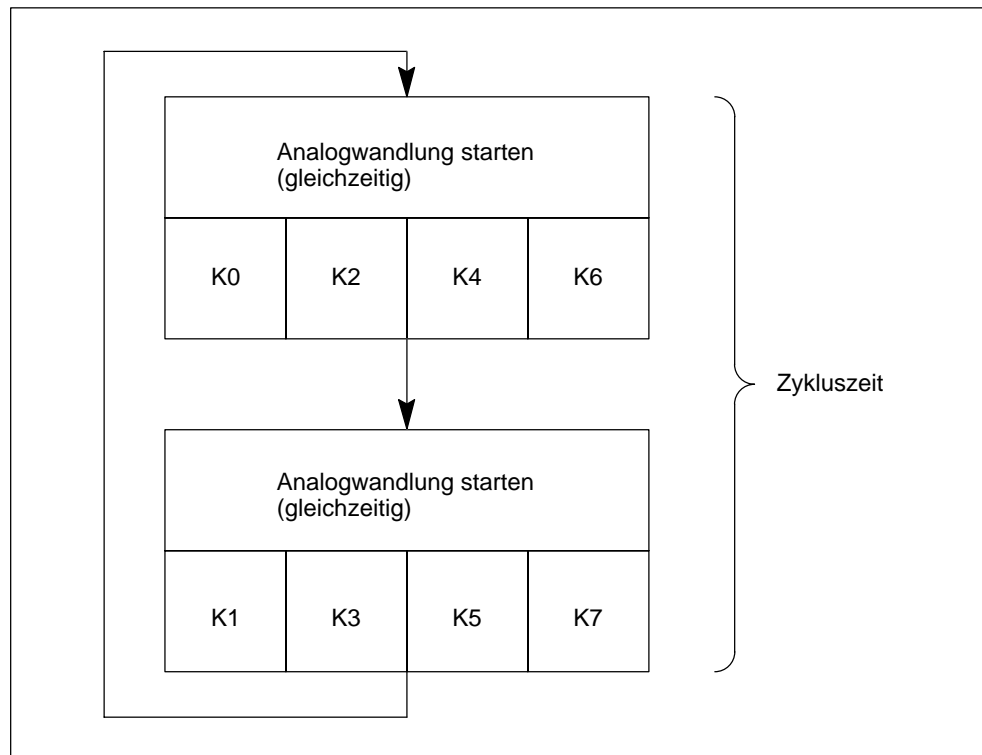 Analogwandlung starten
(gleichzeitig)
K0 K2 K4 K6
Zykluszeit
Analogwandlung starten
(gleichzeitig)
K1 K3 K5 K7